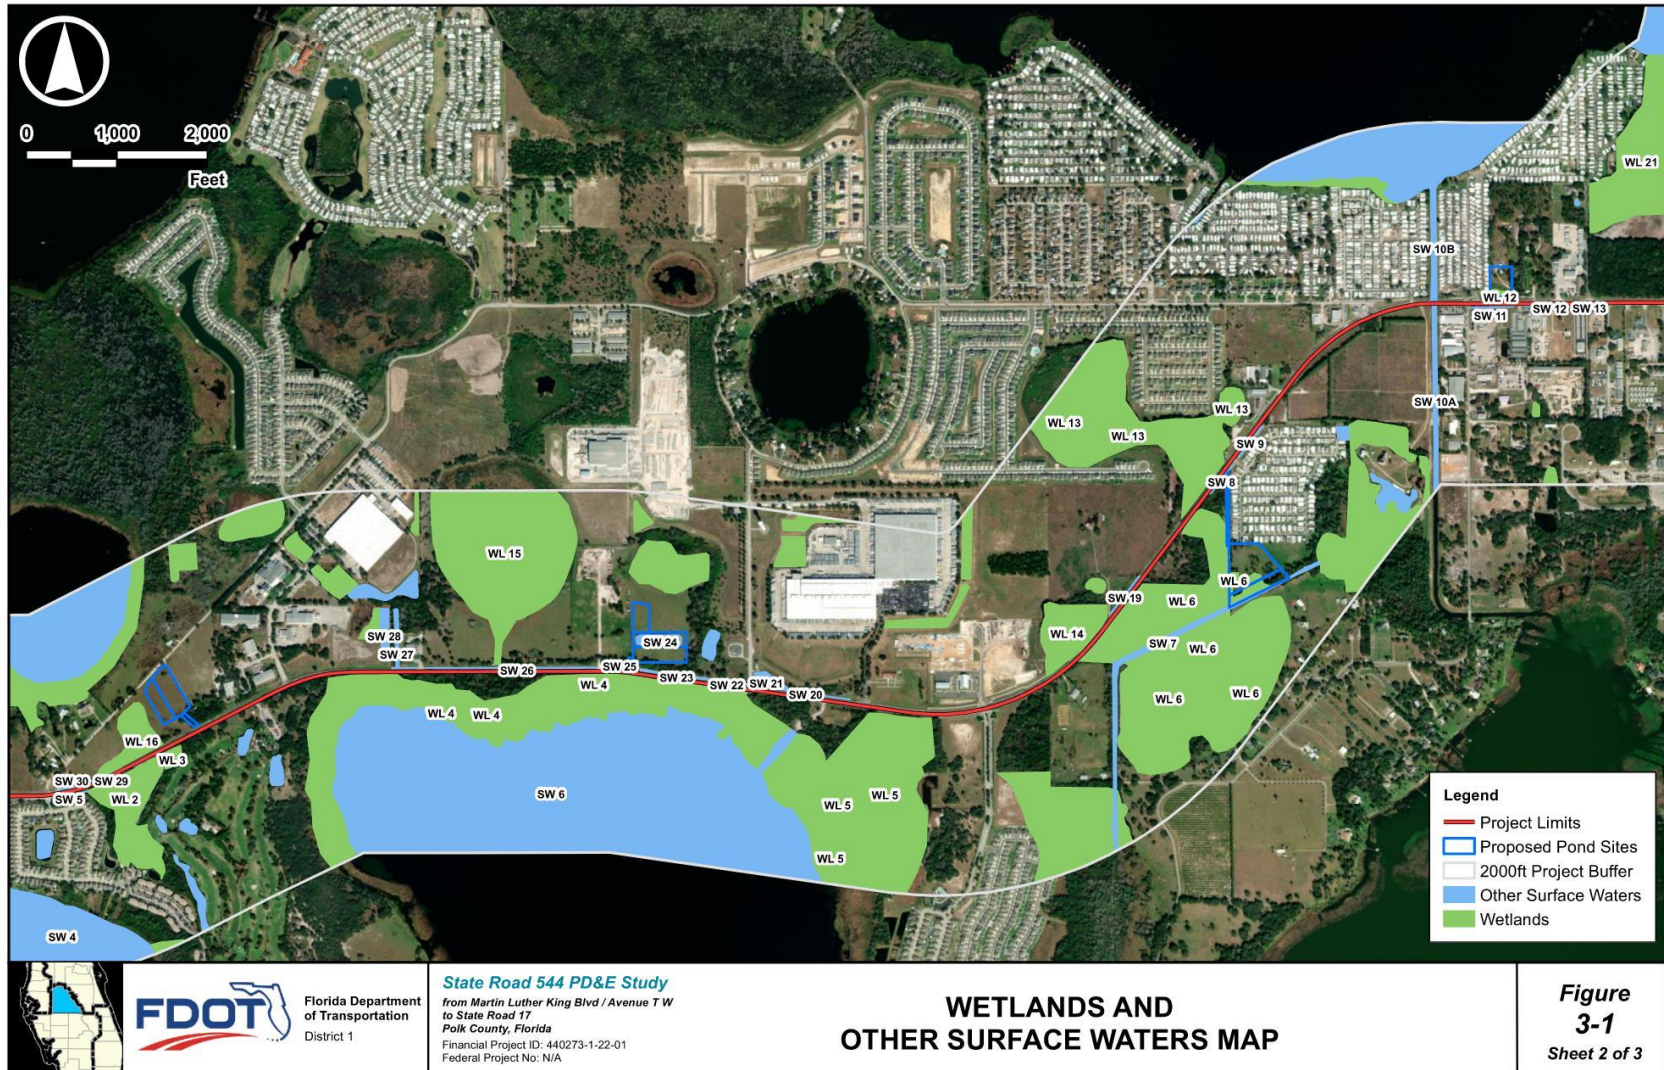 0 1,000 2,000
Feet
WL 21
SW 10B
WL 12
SW 11
SW 12
SW 13
SW 10A
WL 13
WL 13
WL 13
SW 9
SW 8
WL 15
WL 6
WL 6
SW 19
WL 14
SW 7
WL 6
WL 6
WL 6
SW 28
SW 27
SW 24
SW 26
SW 25
SW 23
SW 22
SW 21
SW 20
WL 4
WL 4
WL 4
WL 16
WL 3
SW 30
SW 29
SW 5
WL 2
SW 6
WL 5
WL 5
WL 5
SW 4
Legend
Project Limits
Proposed Pond Sites
2000ft Project Buffer
Other Surface Waters
Wetlands
FDOT
Florida Department
of Transportation
District 1
State Road 544 PD&E Study
from Martin Luther King Blvd / Avenue T W
to State Road 17
Polk County, Florida
Financial Project ID: 440273-1-22-01
Federal Project No: N/A
WETLANDS AND
OTHER SURFACE WATERS MAP
Figure
3-1
Sheet 2 of 3